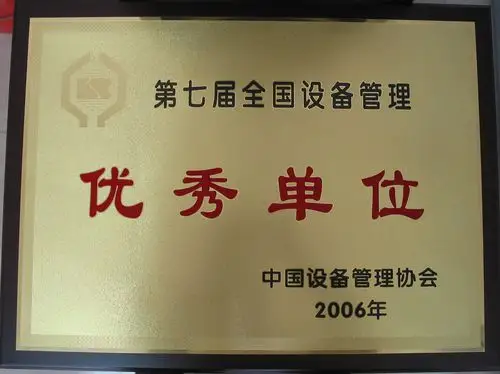 第七届全国设备管理
优秀单位
中国设备管理协会
2006年